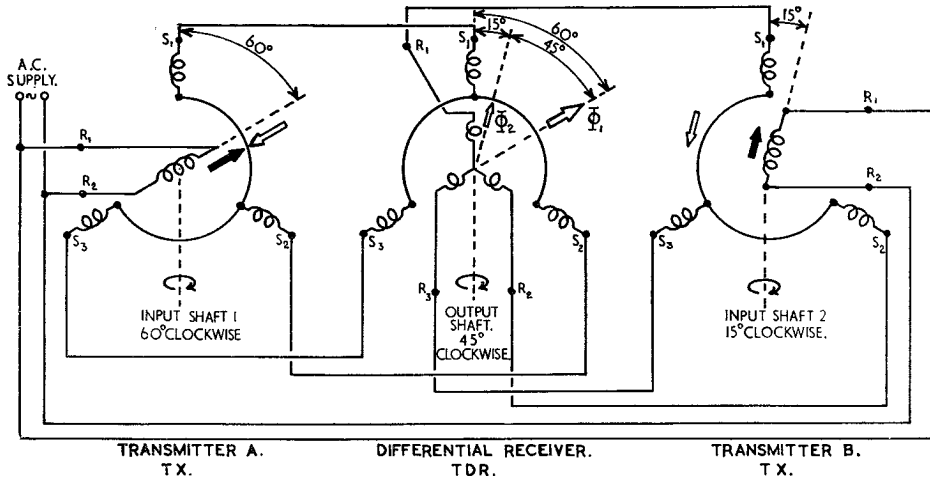 A.C.
SUPPLY.
S1
60°
R1
R2
S3
S2
INPUT SHAFT 1
60° CLOCKWISE
TRANSMITTER A.
TX.
R1
S1
15°
60°
45°
Φ2
Φ1
S3
S2
R3
R2
OUTPUT
SHAFT.
45°
CLOCKWISE.
DIFFERENTIAL RECEIVER.
TDR.
S1
15°
R1
R2
S3
S2
INPUT SHAFT 2
15° CLOCKWISE.
TRANSMITTER B.
TX.